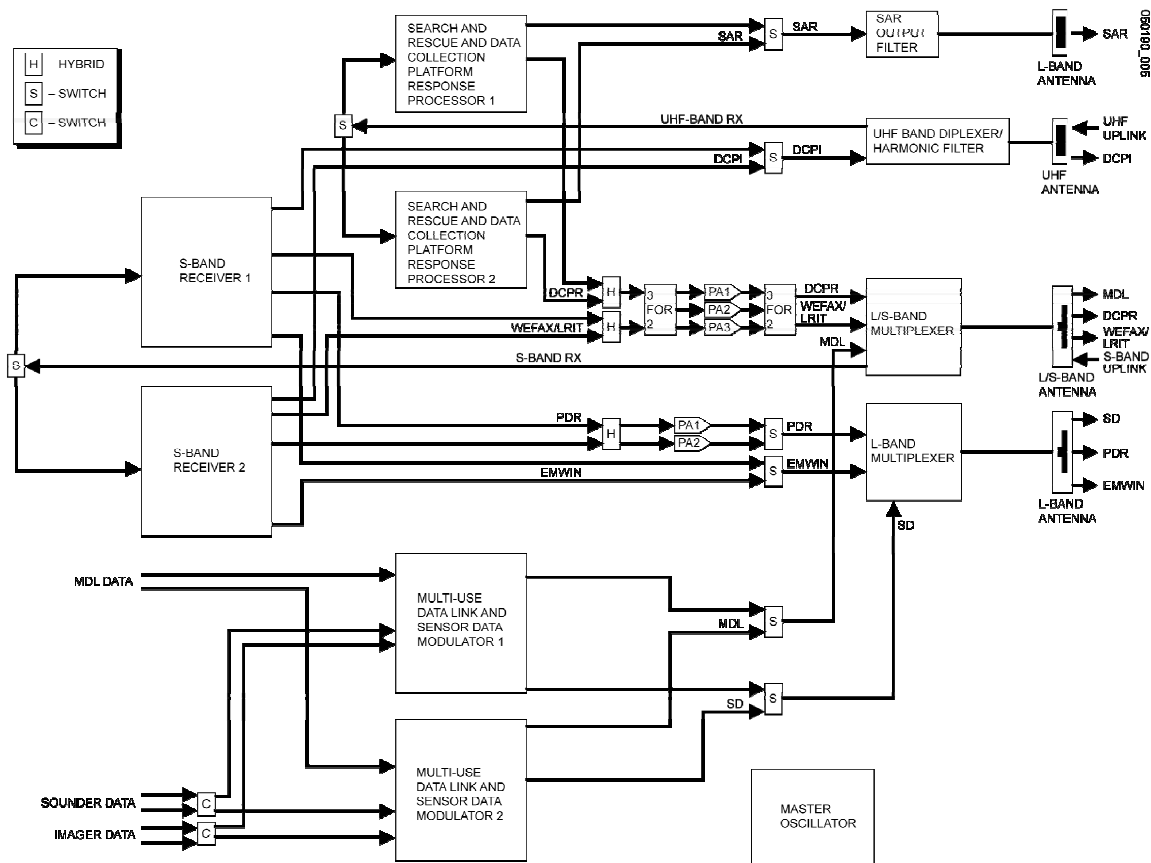 H – HYBRID
S – SWITCH
C – SWITCH
SEARCH AND
RESCUE AND DATA
COLLECTION
PLATFORM
RESPONSE
PROCESSOR 1
SAR
S
SAR
SAR
OUTPUT
FILTER
SAR
L-BAND
ANTENNA
050190_006
S
UHF-BAND RX
DCPI
S
DCPI
UHF BAND DIPLEXER/
HARMONIC FILTER
UHF
UPLINK
DCPI
UHF
ANTENNA
SEARCH AND
RESCUE AND DATA
COLLECTION
PLATFORM
RESPONSE
PROCESSOR 2
S-BAND
RECEIVER 1
DCPR
H
WEFAX/LRIT
H
3
FOR
2
PA1
PA2
PA3
3
FOR
2
DCPR
WEFAX/
LRIT
MDL
L/S-BAND
MULTIPLEXER
MDL
DCPR
WEFAX/
LRIT
S-BAND
UPLINK
L/S-BAND
ANTENNA
S
S-BAND RX
S-BAND
RECEIVER 2
PDR
H
PA1
PA2
S
PDR
EMWIN
S
EMWIN
L-BAND
MULTIPLEXER
SD
SD
PDR
EMWIN
L-BAND
ANTENNA
MDL DATA
MULTI-USE
DATA LINK AND
SENSOR DATA
MODULATOR 1
MDL
S
SD
S
SOUNDER DATA
C
IMAGER DATA
C
MULTI-USE
DATA LINK AND
SENSOR DATA
MODULATOR 2
MASTER
OSCILLATOR